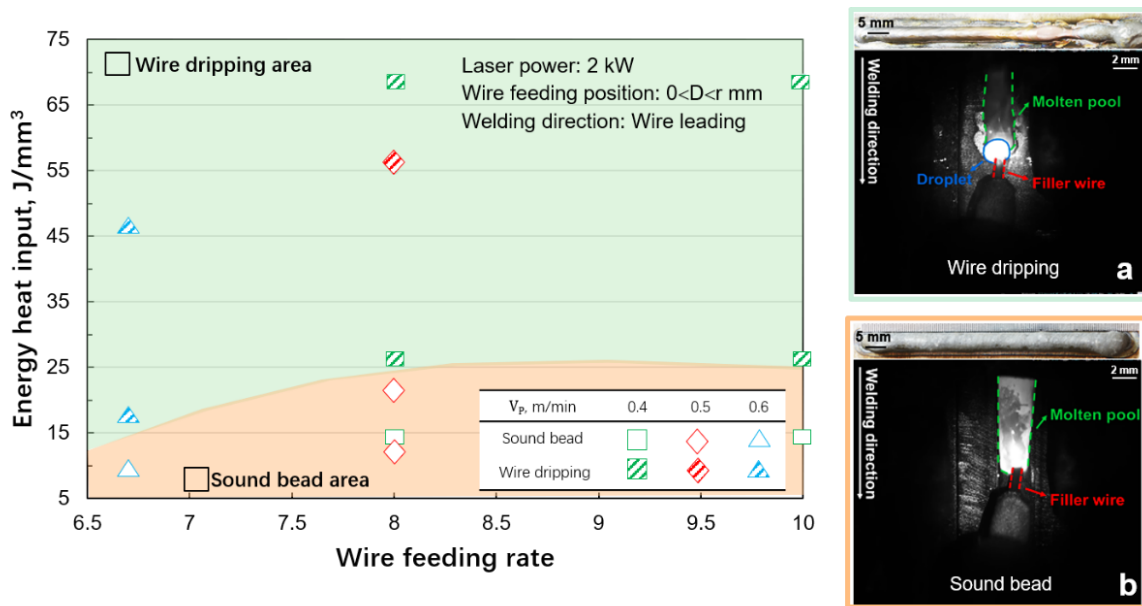 Energy heat input, J/mm³
75
65
55
45
35
25
15
5
6.5 7 7.5 8 8.5 9 9.5 10
Wire feeding rate
Wire dripping area
Laser power: 2 kW
Wire feeding position: 0<D<r mm
Welding direction: Wire leading
Sound bead area
V_P, m/min 0.4 0.5 0.6
Sound bead
Wire dripping
5 mm
Welding direction
2 mm
Molten pool
Droplet
Filler wire
Wire dripping
a
5 mm
Welding direction
2 mm
Molten pool
Filler wire
Sound bead
b